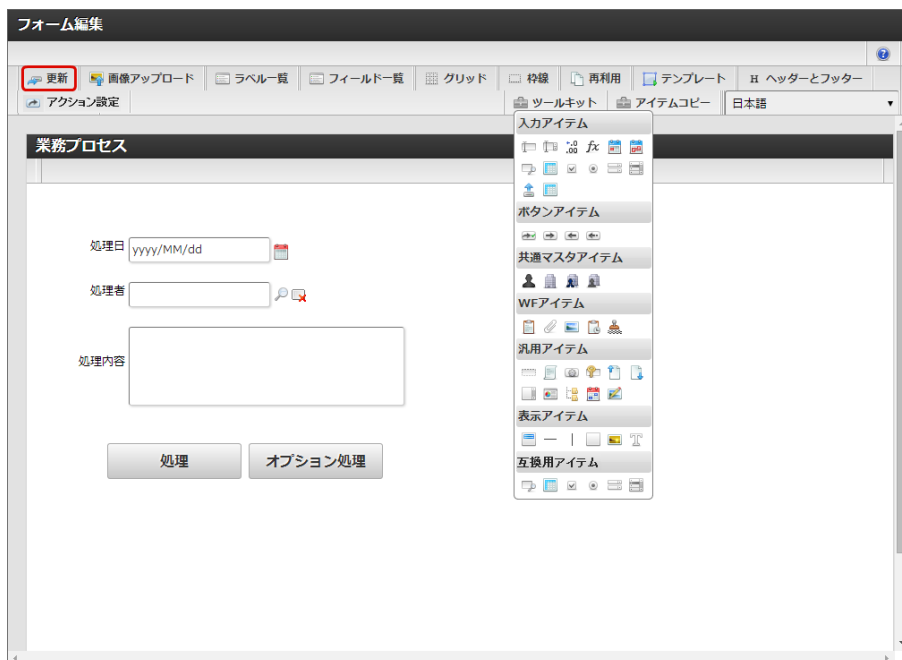 フォーム編集
更新 画像アップロード ラベル一覧 フィールド一覧 グリッド 枠線 再利用 テンプレート H ヘッダーとフッター
アクション設定 ツールキット アイテムコピー 日本語
入力アイテム
業務プロセス
ボタンアイテム
処理日 yyyy/MM/dd
共通マスタアイテム
処理者
WFアイテム
汎用アイテム
処理内容
表示アイテム
処理 オプション処理
互換用アイテム